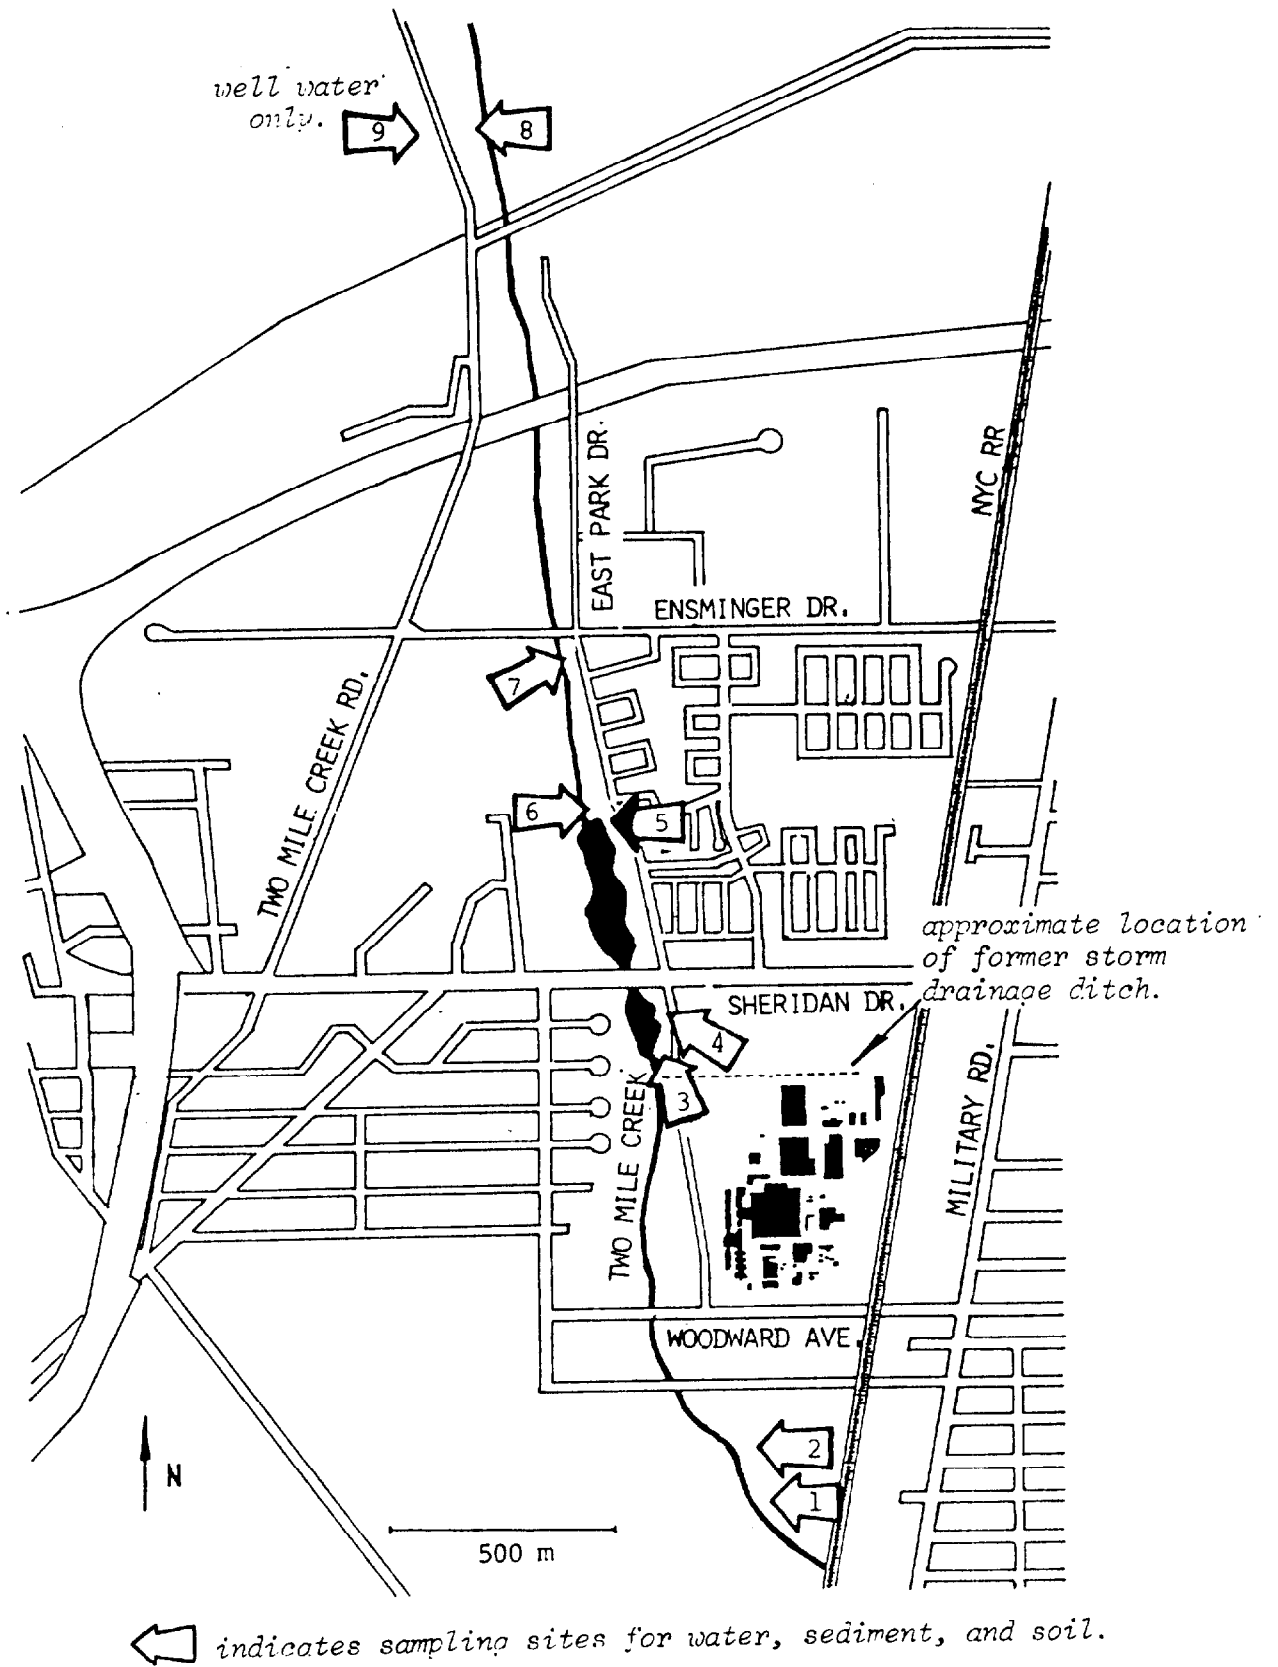 well water
only.
9
8
NYC RR
EAST PARK DR.
ENSMINGER DR.
7
TWO MILE CREEK RD.
6
5
approximate location
of former storm
drainage ditch.
SHERIDAN DR.
4
3
TWO MILE CREEK
MILITARY RD.
WOODWARD AVE.
2
1
N
500 m
indicates sampling sites for water, sediment, and soil.